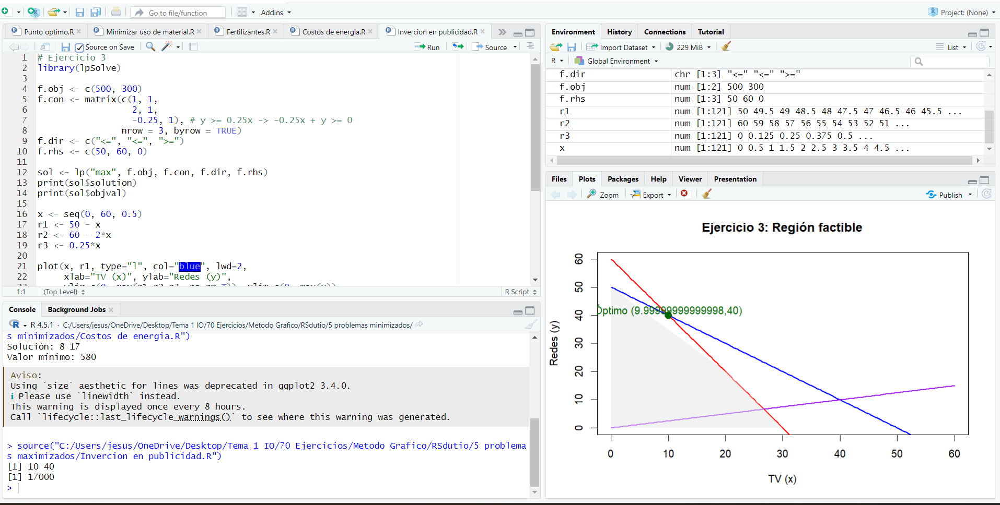 Go to file/function
Addins
Project: (None)
Punto optimo.R
Minimizar uso de material.R
Fertilizantes.R
Costos de energia.R
Invercion en publicidad.R
Source on Save
Run
Source
1 # Ejercicio 3
2 library(lpSolve)
3
4 f.obj <- c(500, 300)
5 f.con <- matrix(c(1, 1,
6 2, 1,
7 -0.25, 1), # y >= 0.25x -> -0.25x + y >= 0
8 nrow = 3, byrow = TRUE)
9 f.dir <- c("<=", "<=", ">=")
10 f.rhs <- c(50, 60, 0)
11
12 sol <- lp("max", f.obj, f.con, f.dir, f.rhs)
13 print(sol$solution)
14 print(sol$objval)
15
16 x <- seq(0, 60, 0.5)
17 r1 <- 50 - x
18 r2 <- 60 - 2*x
19 r3 <- 0.25*x
20
21 plot(x, r1, type="l", col="blue", lwd=2,
22 xlab="TV (x)", ylab="Redes (y)",
1:1 (Top Level) R Script
Console
Background Jobs
R 4.5.1 · C:/Users/jesus/OneDrive/Desktop/Tema 1 IO/70 Ejercicios/Metodo Grafico/RSdutio/5 problemas minimizados/
s minimizados/Costos de energia.R")
Solución: 8 17
Valor mínimo: 580
Aviso:
Using `size` aesthetic for lines was deprecated in ggplot2 3.4.0.
ℹ Please use `linewidth` instead.
This warning is displayed once every 8 hours.
Call `lifecycle::last_lifecycle_warnings()` to see where this warning was generated.
> source("C:/Users/jesus/OneDrive/Desktop/Tema 1 IO/70 Ejercicios/Metodo Grafico/RSdutio/5 problema
s maximizados/Invercion en publicidad.R")
[1] 10 40
[1] 17000
>
Environment
History
Connections
Tutorial
Import Dataset
229 MiB
List
R
Global Environment
f.dir chr [1:3] "<=" "<=" ">="
f.obj num [1:2] 500 300
f.rhs num [1:3] 50 60 0
r1 num [1:121] 50 49.5 49 48.5 48 47.5 47 46.5 46 45.5 ...
r2 num [1:121] 60 59 58 57 56 55 54 53 52 51 ...
r3 num [1:121] 0 0.125 0.25 0.375 0.5 ...
x num [1:121] 0 0.5 1 1.5 2 2.5 3 3.5 4 4.5 ...
Files
Plots
Packages
Help
Viewer
Presentation
Zoom
Export
Publish
Ejercicio 3: Región factible
Redes (y)
60
50
40
30
20
10
0
Óptimo (9.99999999999998,40)
0 10 20 30 40 50 60
TV (x)